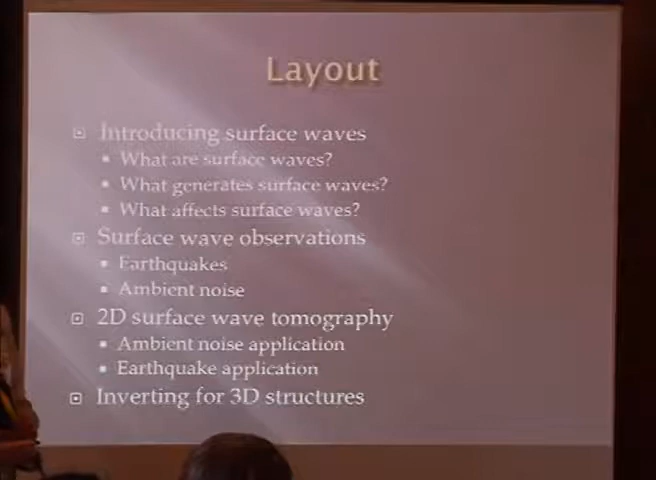 Layout
Introducing surface waves
What are surface waves?
What generates surface waves?
What affects surface waves?
Surface wave observations
Earthquakes
Ambient noise
2D surface wave tomography
Ambient noise application
Earthquake application
Inverting for 3D structures